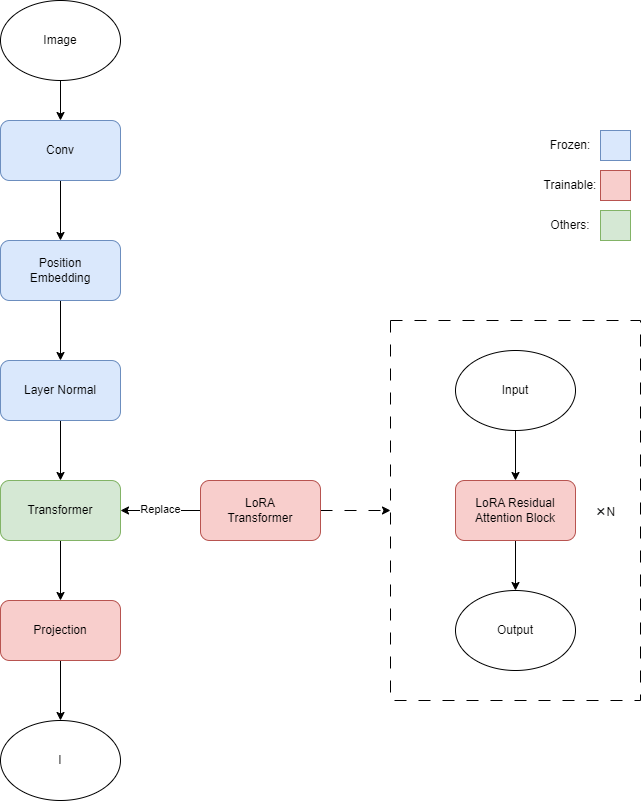 Image
Conv
Position
Embedding
Layer Normal
Transformer
Replace
LoRA
Transformer
Projection
I
Frozen:
Trainable:
Others:
Input
LoRA Residual
Attention Block
×N
Output